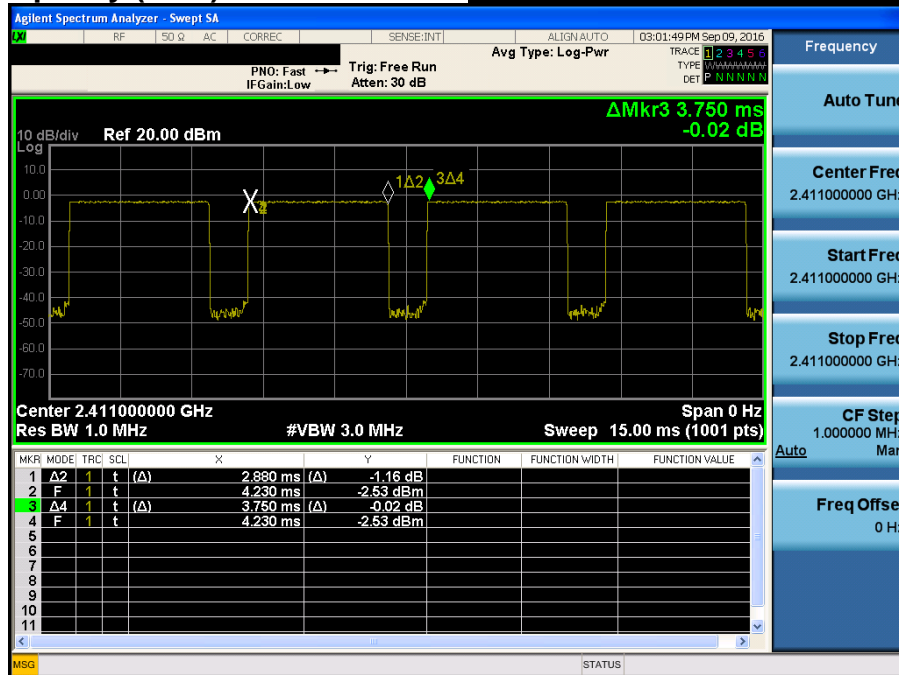 Agilent Spectrum Analyzer - Swept SA
LXI RF 50 Ω AC CORREC SENSE:INT ALIGN AUTO 03:01:49 PM Sep 09, 2016
PNO: Fast
IFGain:Low
Trig: Free Run
Atten: 30 dB
Avg Type: Log-Pwr
TRACE 1 2 3 4 5 6
TYPE WWWWWW
DET P N N N N N
ΔMkr3 3.750 ms
-0.02 dB
10 dB/div Ref 20.00 dBm
Log
10.0
0.00
-10.0
-20.0
-30.0
-40.0
-50.0
-60.0
-70.0
X
1Δ2
3Δ4
Center 2.411000000 GHz Span 0 Hz
Res BW 1.0 MHz #VBW 3.0 MHz Sweep 15.00 ms (1001 pts)
MKR MODE TRC SCL X Y FUNCTION FUNCTION WIDTH FUNCTION VALUE
1 Δ2 1 t (Δ) 2.880 ms (Δ) -1.16 dB
2 F 1 t 4.230 ms -2.53 dBm
3 Δ4 1 t (Δ) 3.750 ms (Δ) -0.02 dB
4 F 1 t 4.230 ms -2.53 dBm
5
6
7
8
9
10
11
MSG STATUS
Frequency
Auto Tune
Center Freq
2.411000000 GHz
Start Freq
2.411000000 GHz
Stop Freq
2.411000000 GHz
CF Step
1.000000 MHz
Auto Man
Freq Offset
0 Hz